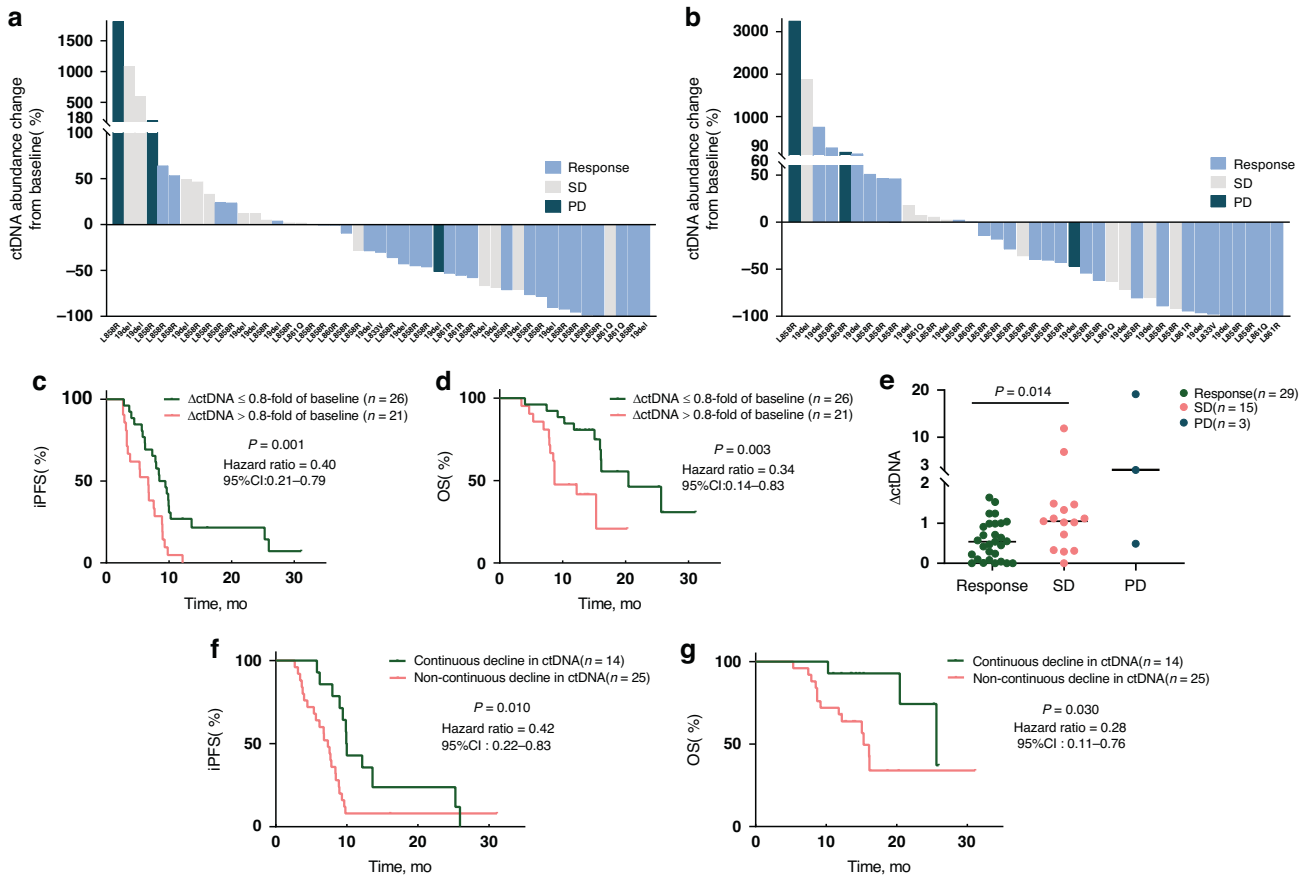 a
ctDNA abundance change
from baseline( %)
1500
1000
500
180
100
50
0
−50
−100
Response
SD
PD
b
ctDNA abundance change
from baseline( %)
3000
2000
1000
90
60
40
20
0
−50
−100
Response
SD
PD
c
iPFS( %)
100
50
0
0 10 20 30
Time, mo
ΔctDNA ≤ 0.8-fold of baseline (n = 26)
ΔctDNA > 0.8-fold of baseline (n = 21)
P = 0.001
Hazard ratio = 0.40
95%CI:0.21–0.79
d
OS( %)
100
50
0
0 10 20 30
Time, mo
ΔctDNA ≤ 0.8-fold of baseline (n = 26)
ΔctDNA > 0.8-fold of baseline (n = 21)
P = 0.003
Hazard ratio = 0.34
95%CI:0.14–0.83
e
ΔctDNA
20
10
3
2
1
0
P = 0.014
Response SD PD
Response(n = 29)
SD(n = 15)
PD(n = 3)
f
iPFS( %)
100
50
0
0 10 20 30
Time, mo
Continuous decline in ctDNA(n = 14)
Non-continuous decline in ctDNA(n = 25)
P = 0.010
Hazard ratio = 0.42
95%CI : 0.22–0.83
g
OS( %)
100
50
0
0 10 20 30
Time, mo
Continuous decline in ctDNA(n = 14)
Non-continuous decline in ctDNA(n = 25)
P = 0.030
Hazard ratio = 0.28
95%CI : 0.11–0.76